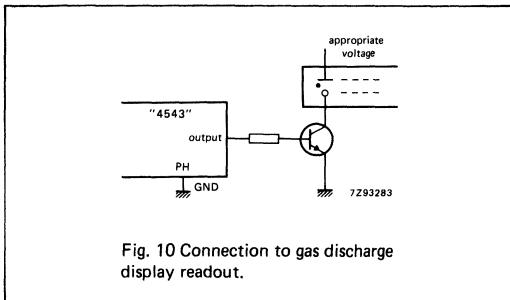 appropriate
voltage
"4543"
output
PH
GND
7Z93283
Fig. 10 Connection to gas discharge
display readout.